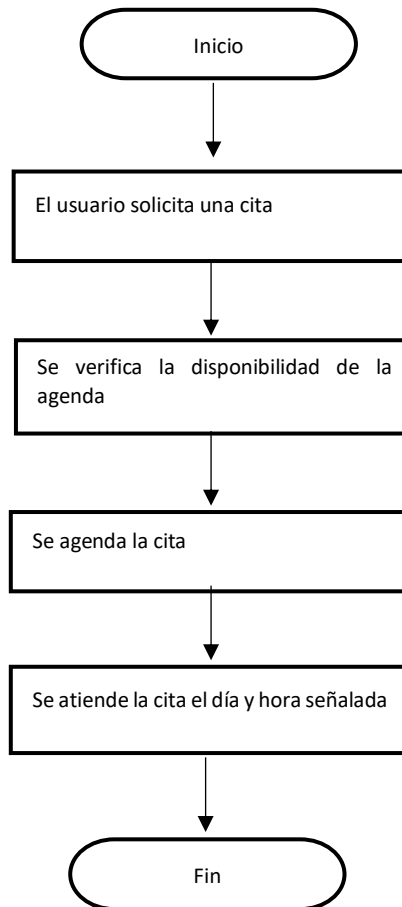 Inicio
El usuario solicita una cita
Se verifica la disponibilidad de la
agenda
Se agenda la cita
Se atiende la cita el día y hora señalada
Fin